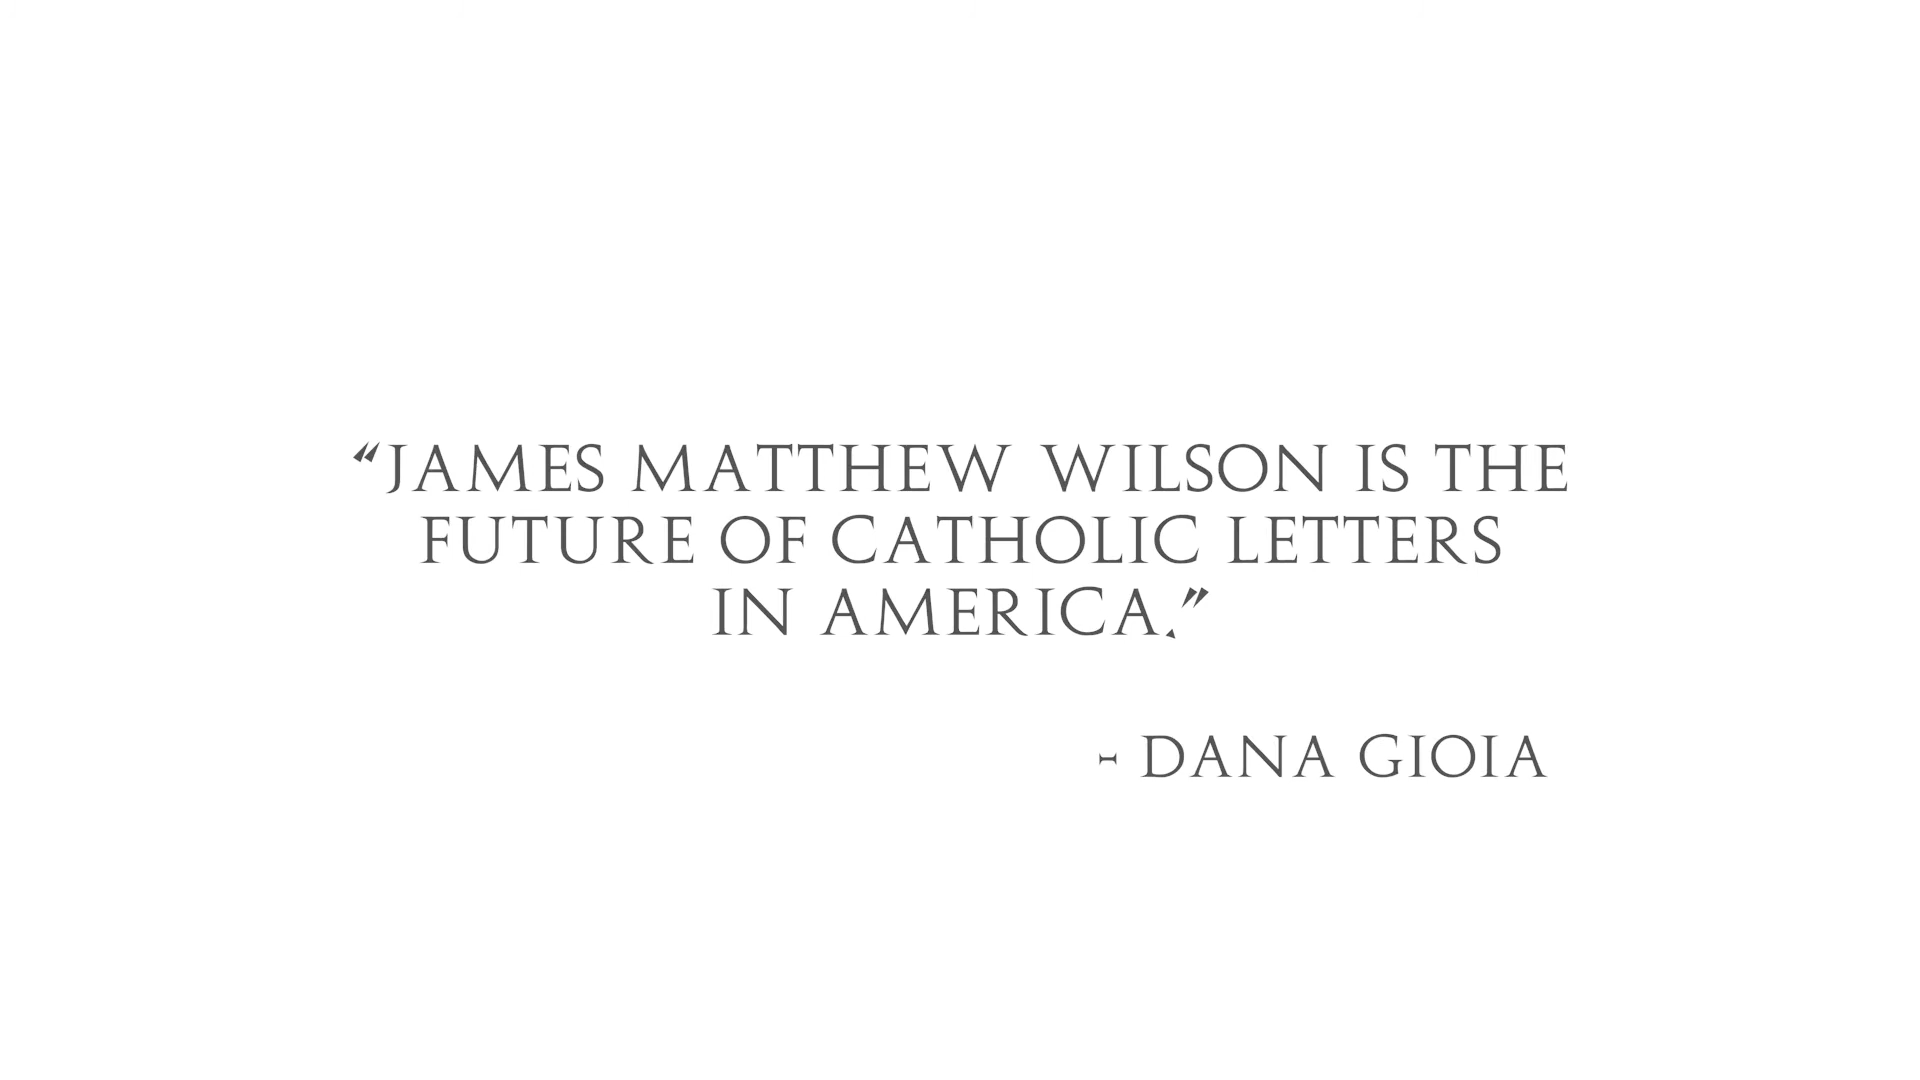 “JAMES MATTHEW WILSON IS THE
FUTURE OF CATHOLIC LETTERS
IN AMERICA.”
- DANA GIOIA